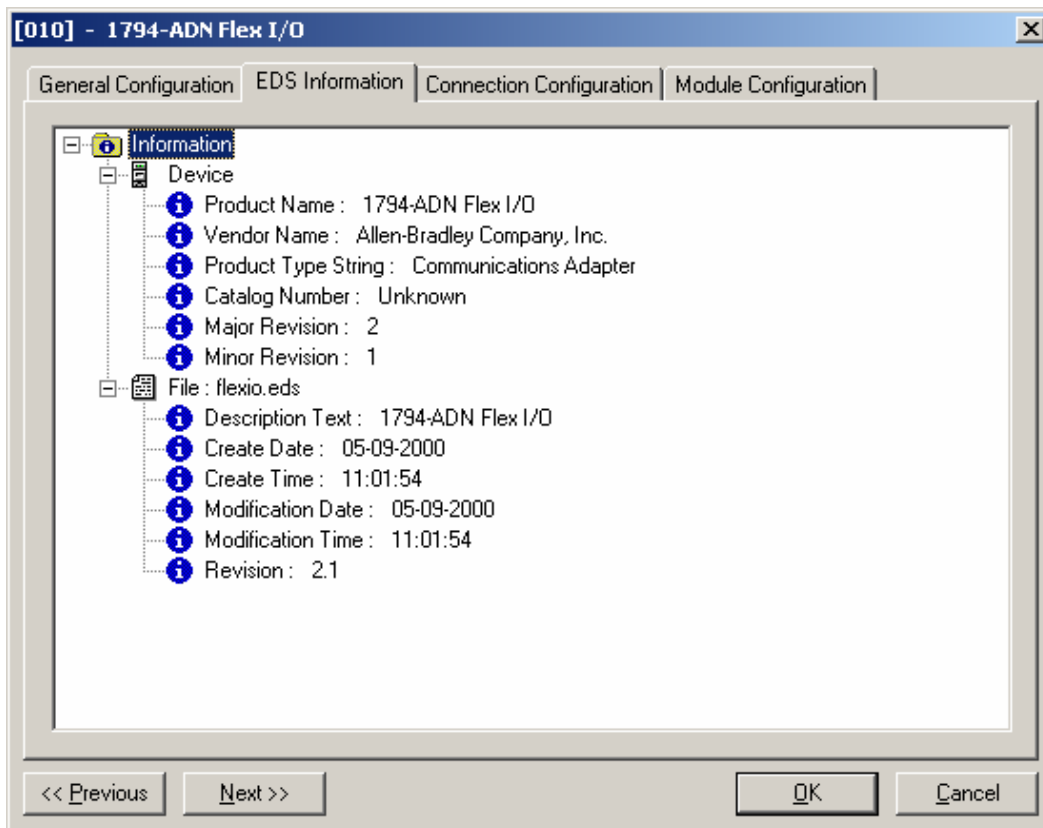 [010] - 1794-ADN Flex I/O
General Configuration EDS Information Connection Configuration Module Configuration
Information
Device
Product Name : 1794-ADN Flex I/O
Vendor Name : Allen-Bradley Company, Inc.
Product Type String : Communications Adapter
Catalog Number : Unknown
Major Revision : 2
Minor Revision : 1
File : flexio.eds
Description Text : 1794-ADN Flex I/O
Create Date : 05-09-2000
Create Time : 11:01:54
Modification Date : 05-09-2000
Modification Time : 11:01:54
Revision : 2.1
<< Previous Next >> OK Cancel